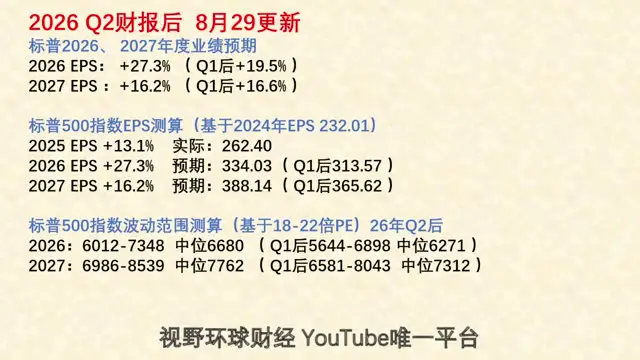 2026 Q2财报后 8月29更新
标普2026、 2027年度业绩预期
2026 EPS： +27.3% （Q1后+19.5%）
2027 EPS ：+16.2% （Q1后+16.6%）
标普500指数EPS测算（基于2024年EPS 232.01）
2025 EPS +13.1% 实际：262.40
2026 EPS +27.3% 预期：334.03（Q1后313.57）
2027 EPS +16.2% 预期：388.14（Q1后365.62）
标普500指数波动范围测算（基于18-22倍PE）26年Q2后
2026：6012-7348 中位6680 （Q1后5644-6898 中位6271）
2027：6986-8539 中位7762 （Q1后6581-8043 中位7312）
视野环球财经 YouTube唯一平台